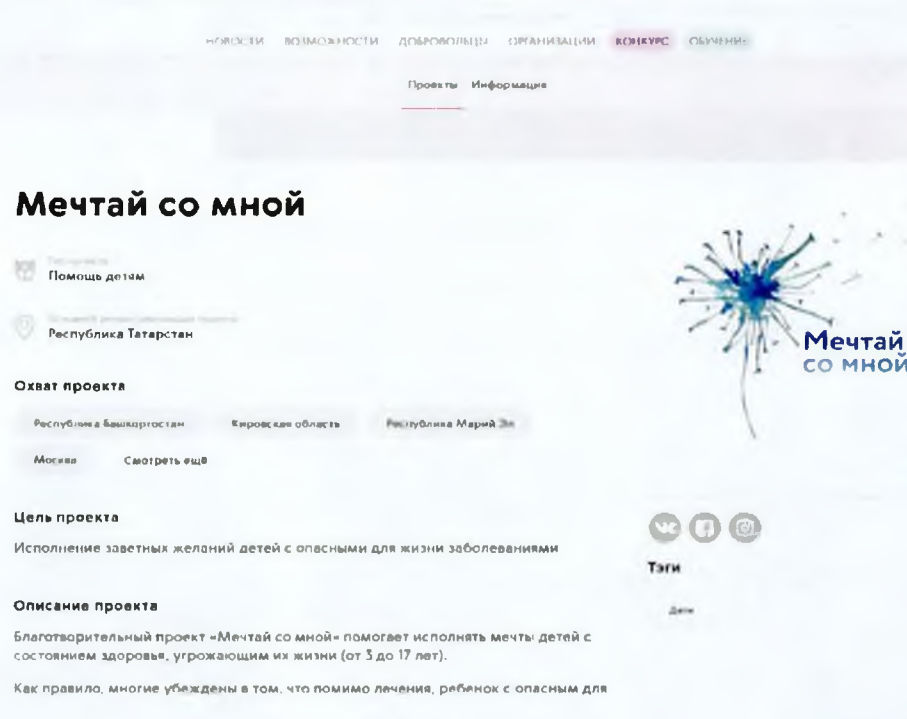 НОВОСТИ ВОЗМОЖНОСТИ ДОБРОВОЛЬЦЫ ОРГАНИЗАЦИИ КОНКУРС ОБУЧЕНИЕ
Проекты Информация
Мечтай со мной
Помощь детям
Республика Татарстан
Охват проекта
Республика Башкортостан Кировская область Республика Марий Эл
Москва Смотреть ещё
Цель проекта
Исполнение заветных желаний детей с опасными для жизни заболеваниями
Описание проекта
Благотворительный проект «Мечтай со мной» помогает исполнять мечты детей с
состоянием здоровья, угрожающим их жизни (от 3 до 17 лет).
Как правило, многие убеждены в том, что помимо лечения, ребенок с опасным для
Мечтай
со мной
Тэги
Дети